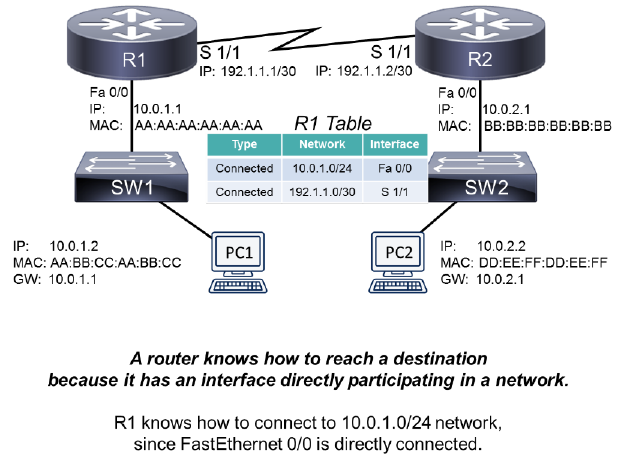 R1
S 1/1
IP: 192.1.1.1/30
S 1/1
IP: 192.1.1.2/30
R2
Fa 0/0
IP: 10.0.1.1
MAC: AA:AA:AA:AA:AA:AA
Fa 0/0
IP: 10.0.2.1
MAC: BB:BB:BB:BB:BB:BB
R1 Table
Type Network Interface
Connected 10.0.1.0/24 Fa 0/0
Connected 192.1.1.0/30 S 1/1
SW1
SW2
IP: 10.0.1.2
MAC: AA:BB:CC:AA:BB:CC
GW: 10.0.1.1
PC1
PC2
IP: 10.0.2.2
MAC: DD:EE:FF:DD:EE:FF
GW: 10.0.2.1
A router knows how to reach a destination
because it has an interface directly participating in a network.
R1 knows how to connect to 10.0.1.0/24 network,
since FastEthernet 0/0 is directly connected.